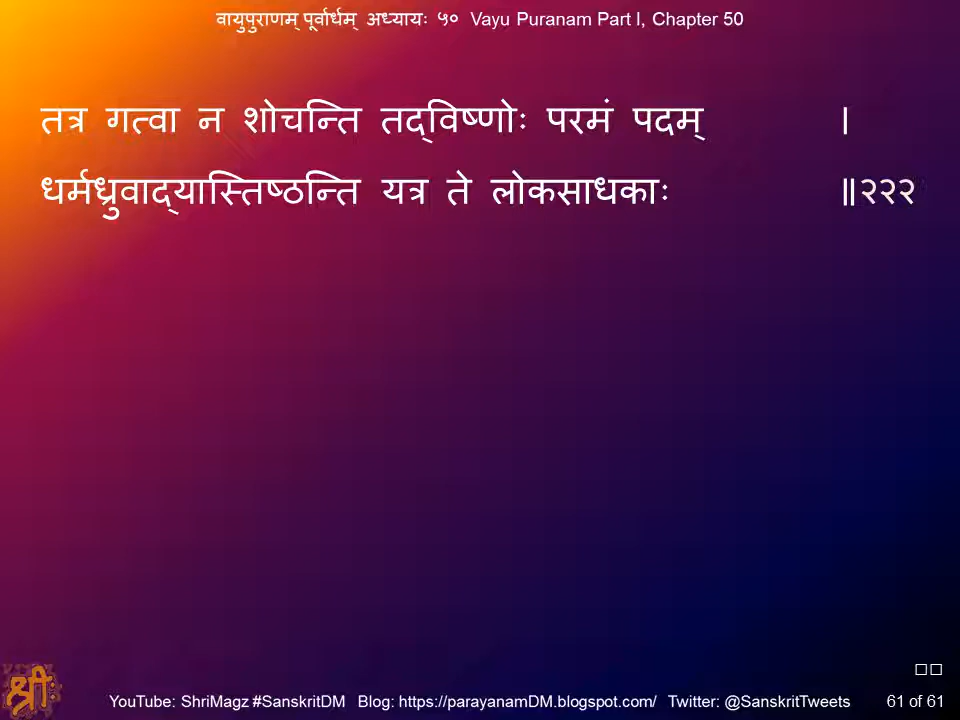 वायुपुराणम् पूर्वार्धम् अध्यायः ५० Vayu Puranam Part I, Chapter 50
तत्र गत्वा न शोचन्ति तद्विष्णोः परमं पदम् ।
धर्मध्रुवाद्यास्तिष्ठन्ति यत्र ते लोकसाधकाः ॥२२२
श्रीः
YouTube: ShriMagz #SanskritDM Blog: https://parayanamDM.blogspot.com/ Twitter: @SanskritTweets 61 of 61